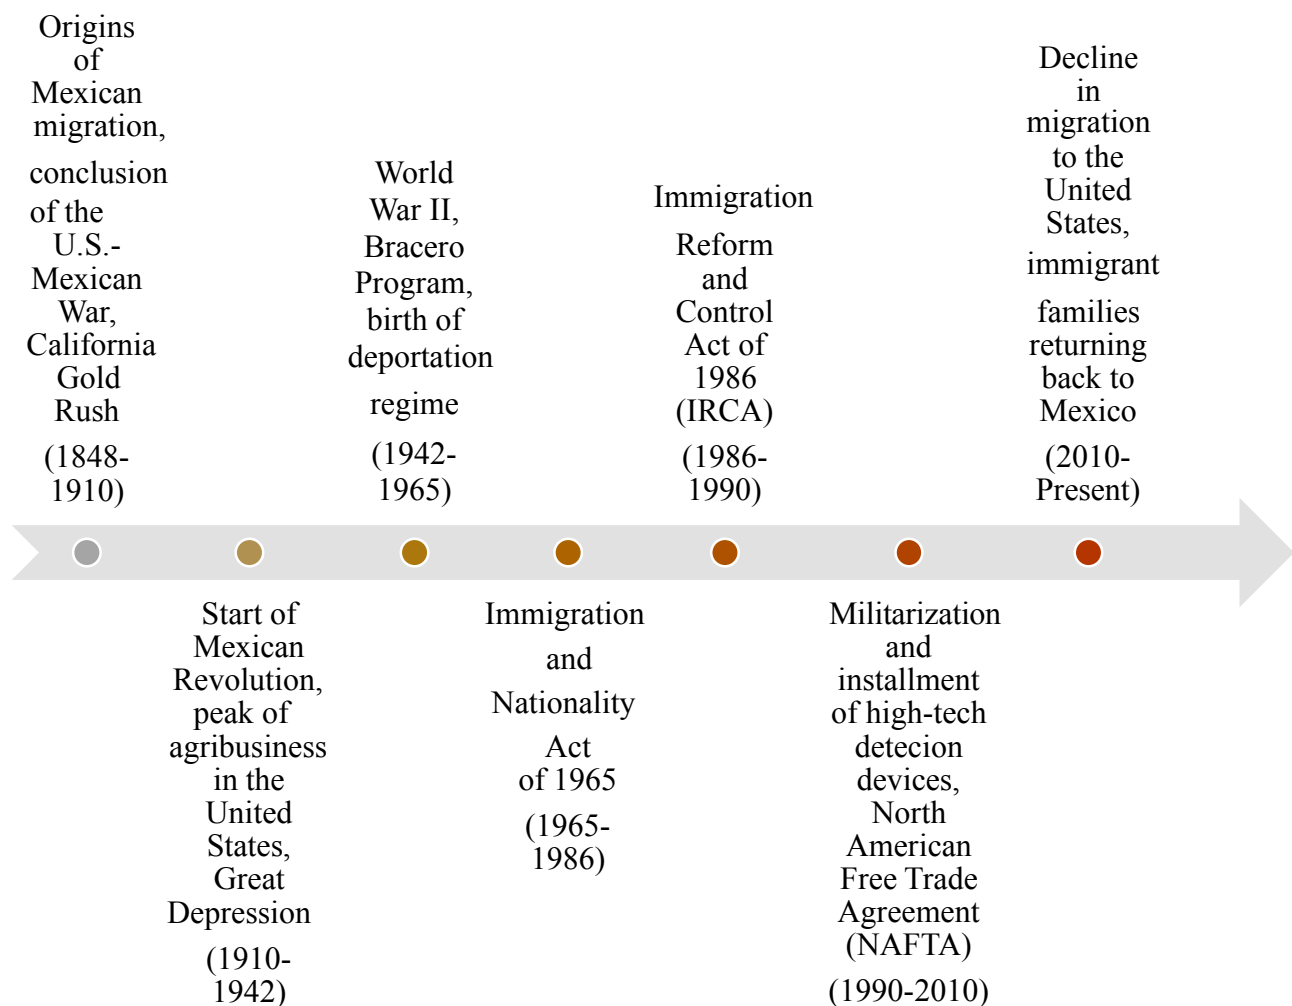 Origins
of
Mexican
migration,
conclusion
of the
U.S.-
Mexican
War,
California
Gold
Rush
(1848-
1910)
Start of
Mexican
Revolution,
peak of
agribusiness
in the
United
States,
Great
Depression
(1910-
1942)
World
War II,
Bracero
Program,
birth of
deportation
regime
(1942-
1965)
Immigration
and
Nationality
Act
of 1965
(1965-
1986)
Immigration
Reform
and
Control
Act of
1986
(IRCA)
(1986-
1990)
Militarization
and
installment
of high-tech
detecion
devices,
North
American
Free Trade
Agreement
(NAFTA)
(1990-2010)
Decline
in
migration
to the
United
States,
immigrant
families
returning
back to
Mexico
(2010-
Present)